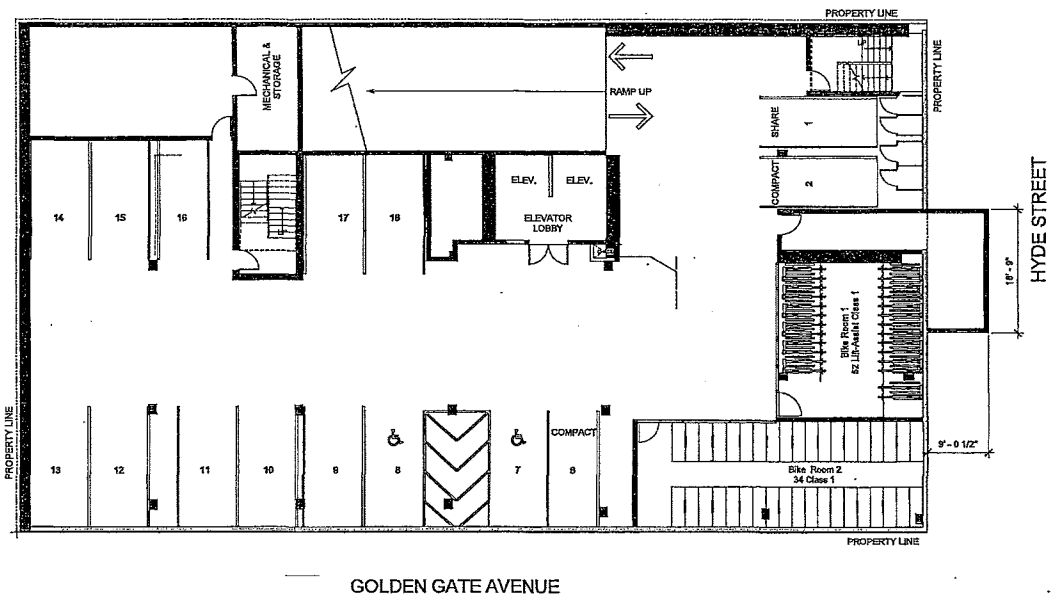 PROPERTY LINE
MECHANICAL &
STORAGE
PROPERTY LINE
RAMP UP
SHARE
1
COMPACT
2
HYDE STREET
ELEV.
ELEV.
14
15
16
17
18
ELEVATOR
LOBBY
18' - 9"
Bike Room 1
52 Lift-Assist Class 1
PROPERTY LINE
COMPACT
9' - 0 1/2"
13
12
11
10
9
8
7
6
Bike Room 2
34 Class 1
PROPERTY LINE
GOLDEN GATE AVENUE